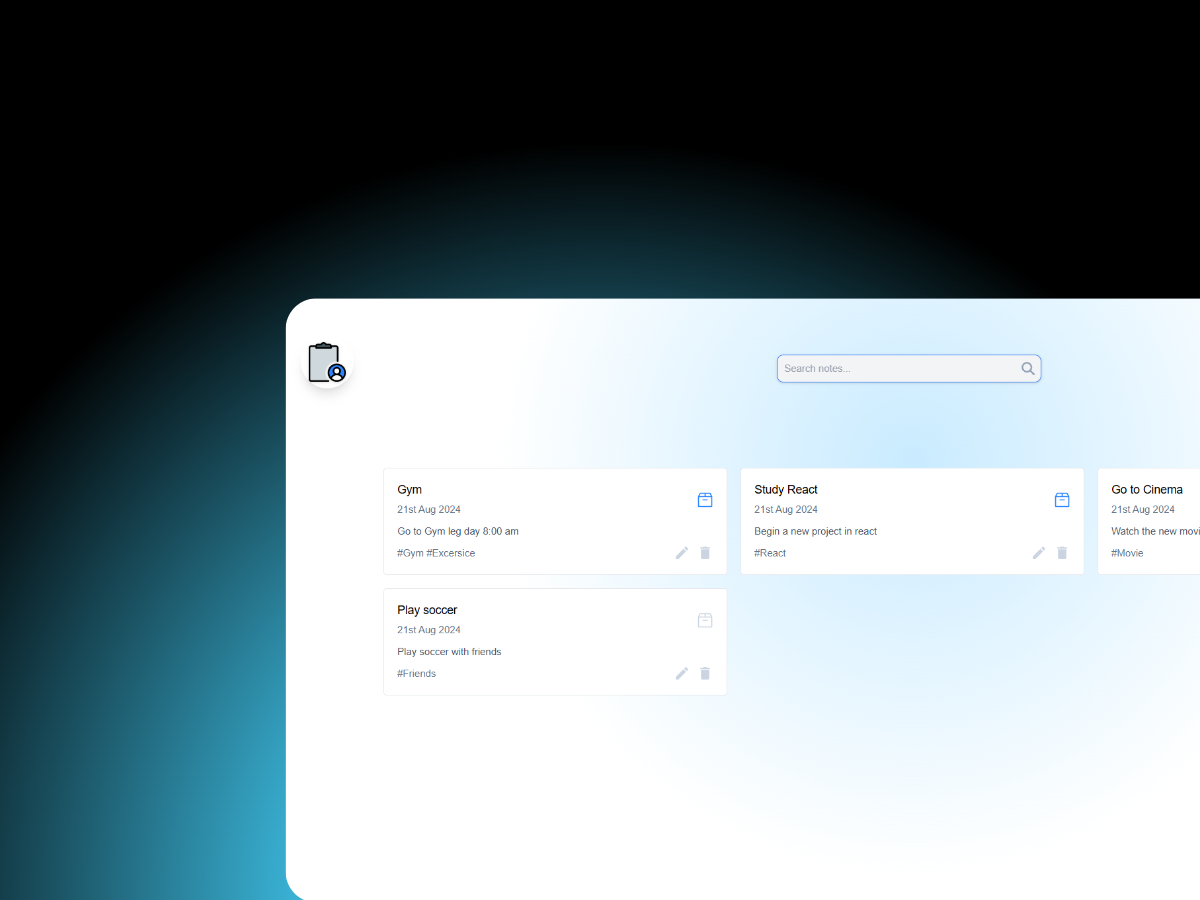 Search notes...
Gym
21st Aug 2024
Go to Gym leg day 8:00 am
#Gym #Excersice
Study React
21st Aug 2024
Begin a new project in react
#React
Go to Cinema
21st Aug 2024
Watch the new
#Movie
Play soccer
21st Aug 2024
Play soccer with friends
#Friends